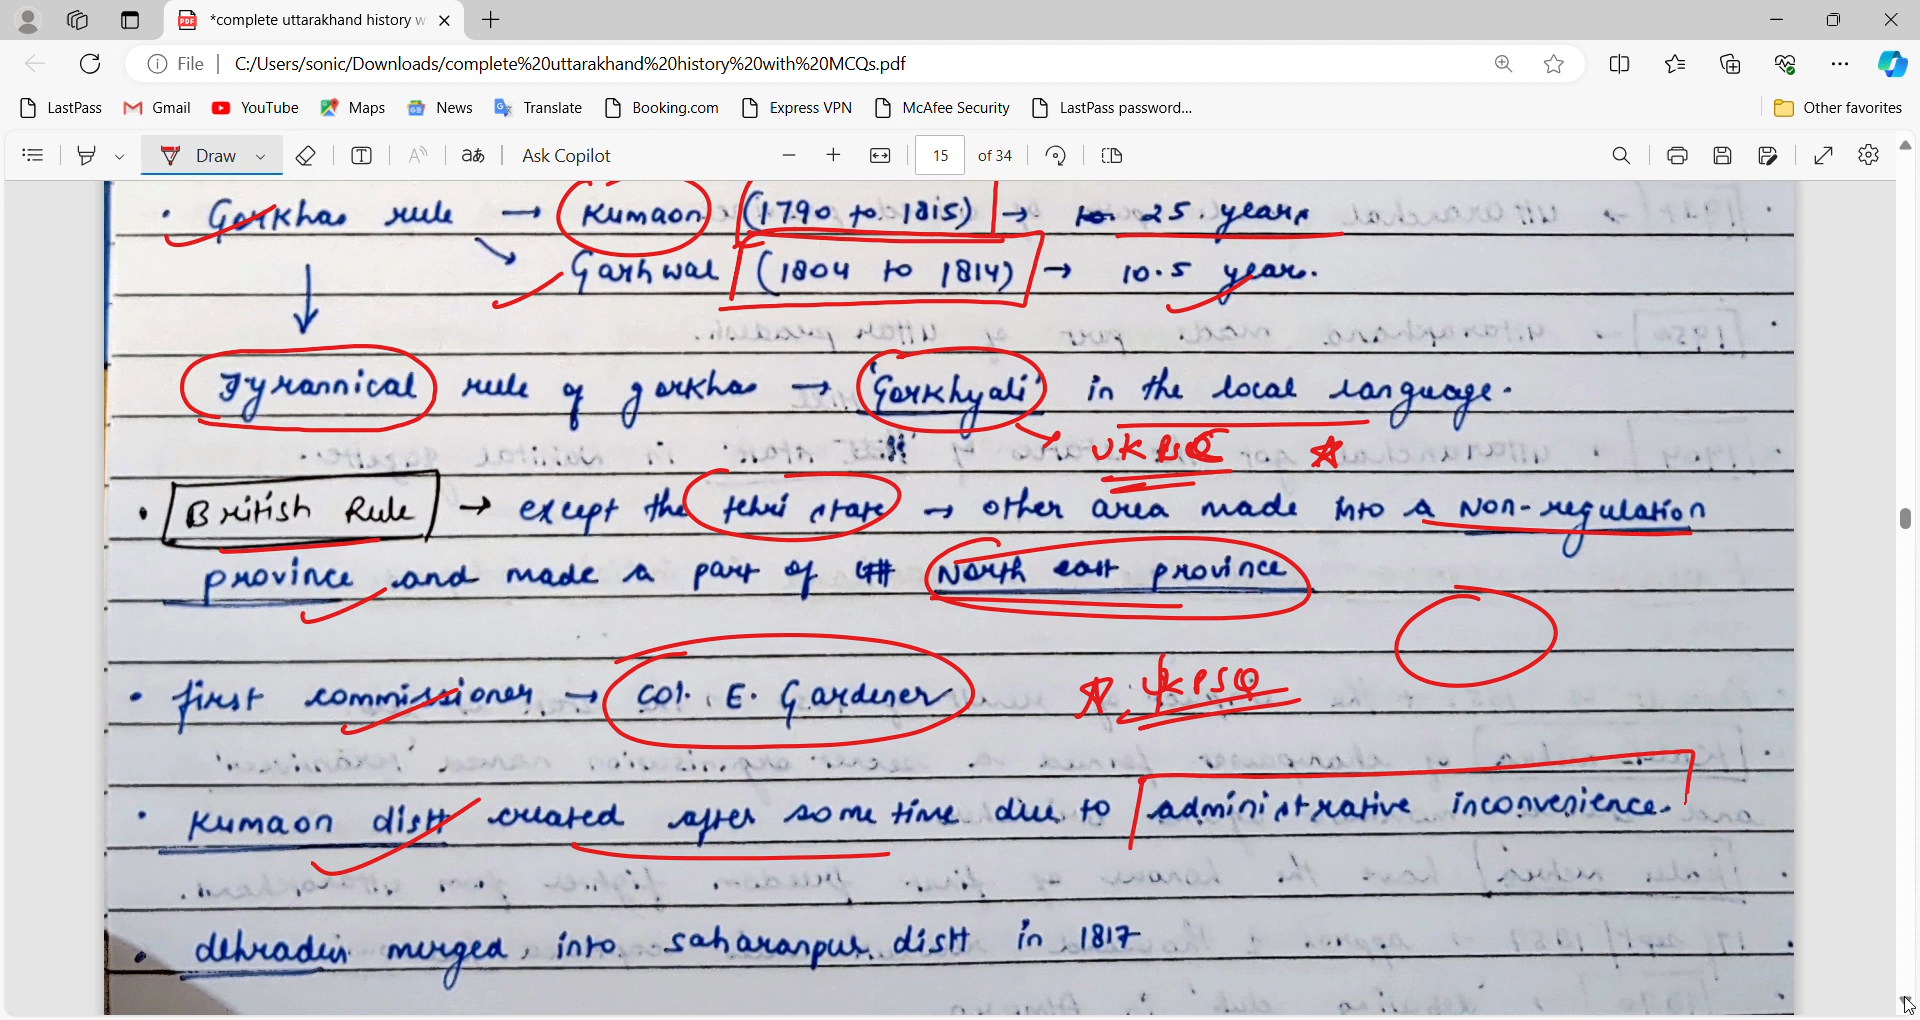 *complete uttarakhand history w
File C:/Users/sonic/Downloads/complete%20uttarakhand%20history%20with%20MCQs.pdf
LastPass Gmail YouTube Maps News Translate Booking.com Express VPN McAfee Security LastPass password... Other favorites
Draw Ask Copilot 15 of 34
• Gorkhas rule → Kumaon (1790 to 1815) → 25 years
→ Garhwal (1804 to 1814) → 10.5 years.
Tyrannical rule of gorkhas → 'Gorkhyali' in the local language.
UKPSC
• British Rule → except the tehri state → other area made into a Non-regulation
province and made a part of North east province
• first commissioner → Col. E. Gardener UKPSC
• Kumaon distt created after some time due to administrative inconvenience.
• dehradun merged into saharanpur distt in 1817